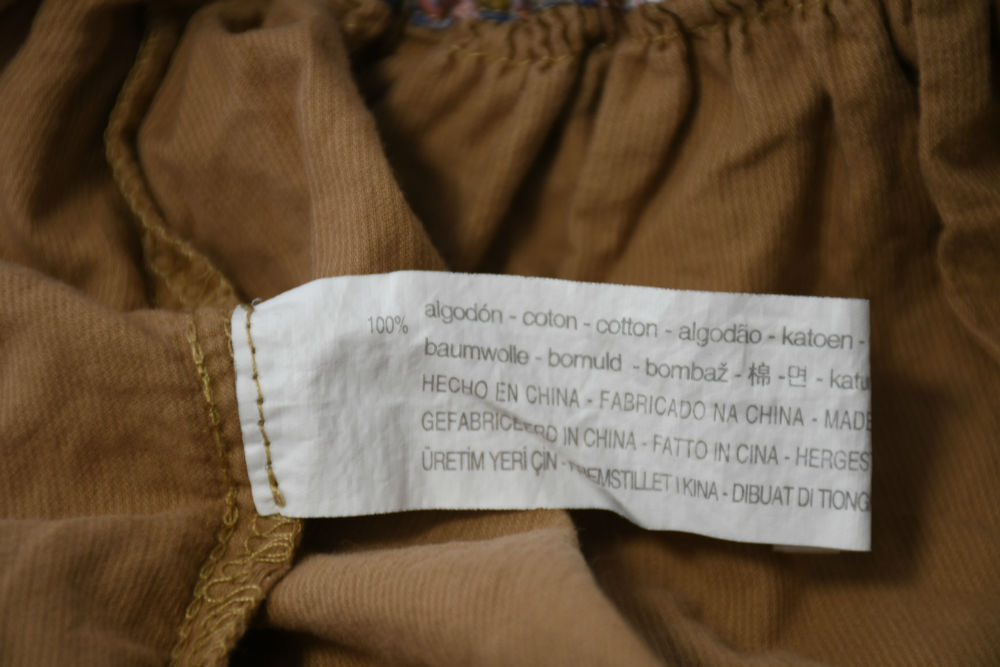 100% algodón - coton - cotton - algodão - katoen -
baumwolle - bomuld - bombaž - 棉 -면 - katu
HECHO EN CHINA - FABRICADO NA CHINA - MADE
GEFABRICEERD IN CHINA - FATTO IN CINA - HERGES
ÜRETİM YERİ ÇİN - FREMSTILLET I KINA - DIBUAT DI TIONG